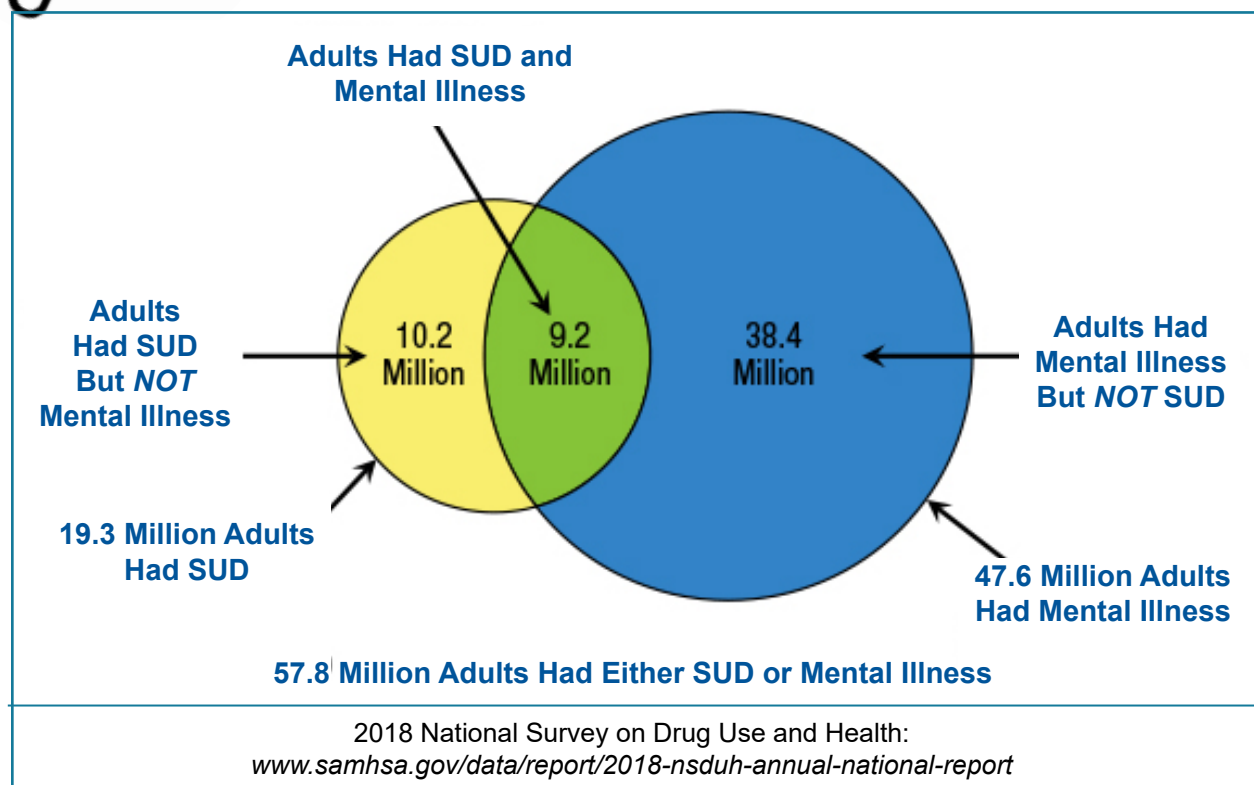 Adults Had SUD and
Mental Illness
Adults
Had SUD
But NOT
Mental Illness
10.2
Million
9.2
Million
38.4
Million
Adults Had
Mental Illness
But NOT SUD
19.3 Million Adults
Had SUD
47.6 Million Adults
Had Mental Illness
57.8 Million Adults Had Either SUD or Mental Illness
2018 National Survey on Drug Use and Health:
www.samhsa.gov/data/report/2018-nsduh-annual-national-report